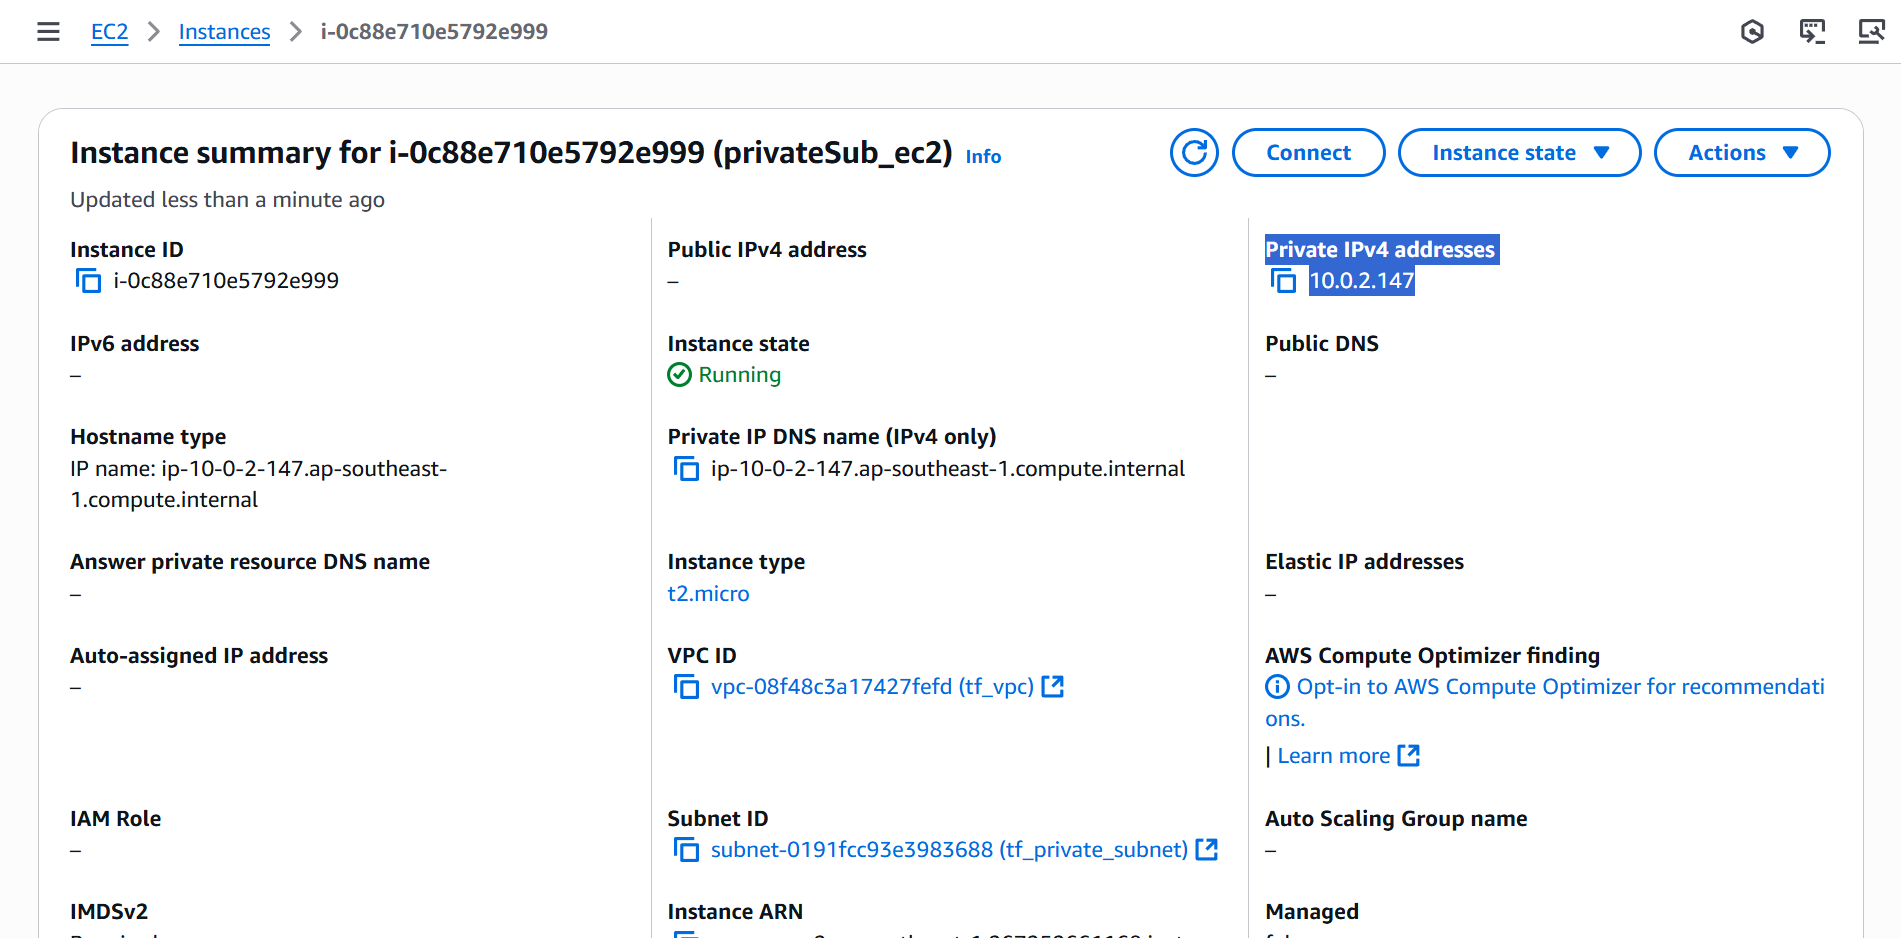 EC2 > Instances > i-0c88e710e5792e999
Instance summary for i-0c88e710e5792e999 (privateSub_ec2) Info
Connect
Instance state
Actions
Updated less than a minute ago
Instance ID
i-0c88e710e5792e999
Public IPv4 address
–
Private IPv4 addresses
10.0.2.147
IPv6 address
–
Instance state
Running
Public DNS
–
Hostname type
IP name: ip-10-0-2-147.ap-southeast-
1.compute.internal
Private IP DNS name (IPv4 only)
ip-10-0-2-147.ap-southeast-1.compute.internal
Answer private resource DNS name
–
Instance type
t2.micro
Elastic IP addresses
–
Auto-assigned IP address
–
VPC ID
vpc-08f48c3a17427fefd (tf_vpc)
AWS Compute Optimizer finding
Opt-in to AWS Compute Optimizer for recommendati
ons.
| Learn more
IAM Role
–
Subnet ID
subnet-0191fcc93e3983688 (tf_private_subnet)
Auto Scaling Group name
–
IMDSv2
Instance ARN
Managed